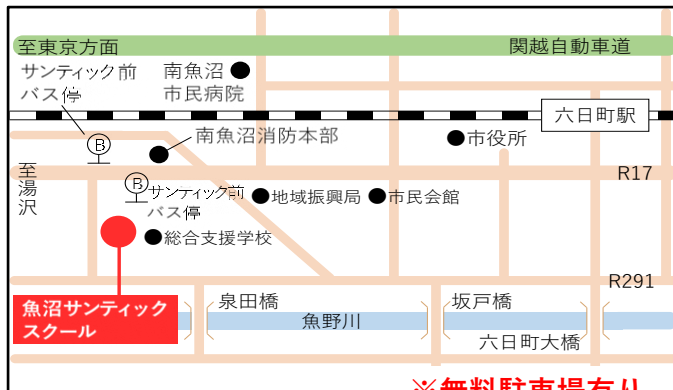 至東京方面
関越自動車道
サンティック前
バス停
南魚沼
市民病院
六日町駅
B
南魚沼消防本部
市役所
至湯沢
R17
B
サンティック前
バス停
地域振興局
市民会館
総合支援学校
R291
魚沼サンティック
スクール
泉田橋
坂戸橋
魚野川
六日町大橋
※無料駐車場有り